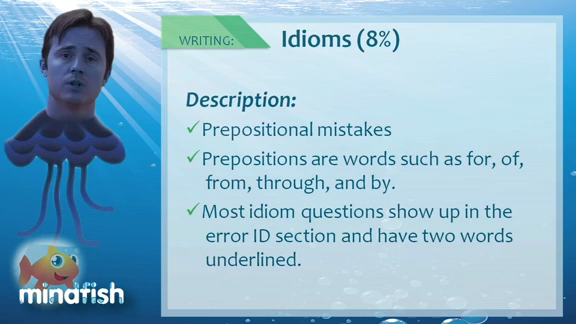 WRITING:
Idioms (8%)
Description:
Prepositional mistakes
Prepositions are words such as for, of,
from, through, and by.
Most idiom questions show up in the
error ID section and have two words
underlined.
mindfish